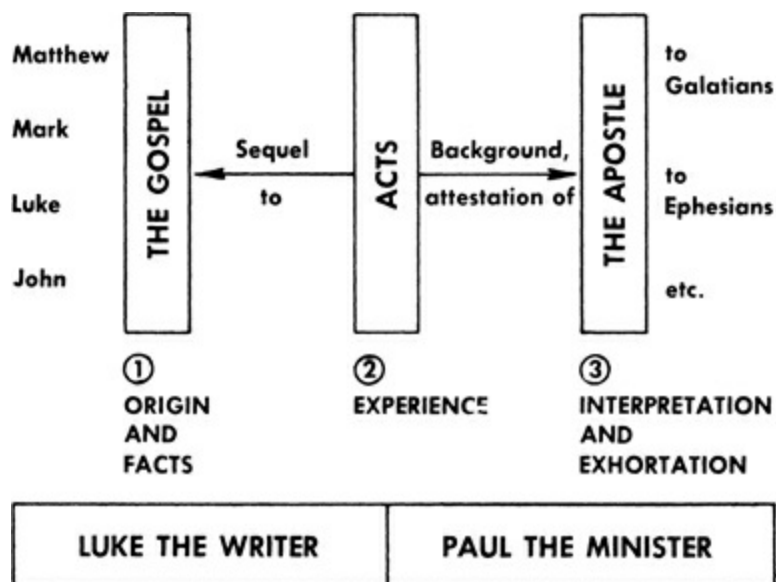 Matthew
Mark
Luke
John
THE GOSPEL
Sequel
to
ACTS
Background,
attestation of
THE APOSTLE
to
Galatians
to
Ephesians
etc.
1
ORIGIN
AND
FACTS
2
EXPERIENCE
3
INTERPRETATION
AND
EXHORTATION
LUKE THE WRITER
PAUL THE MINISTER